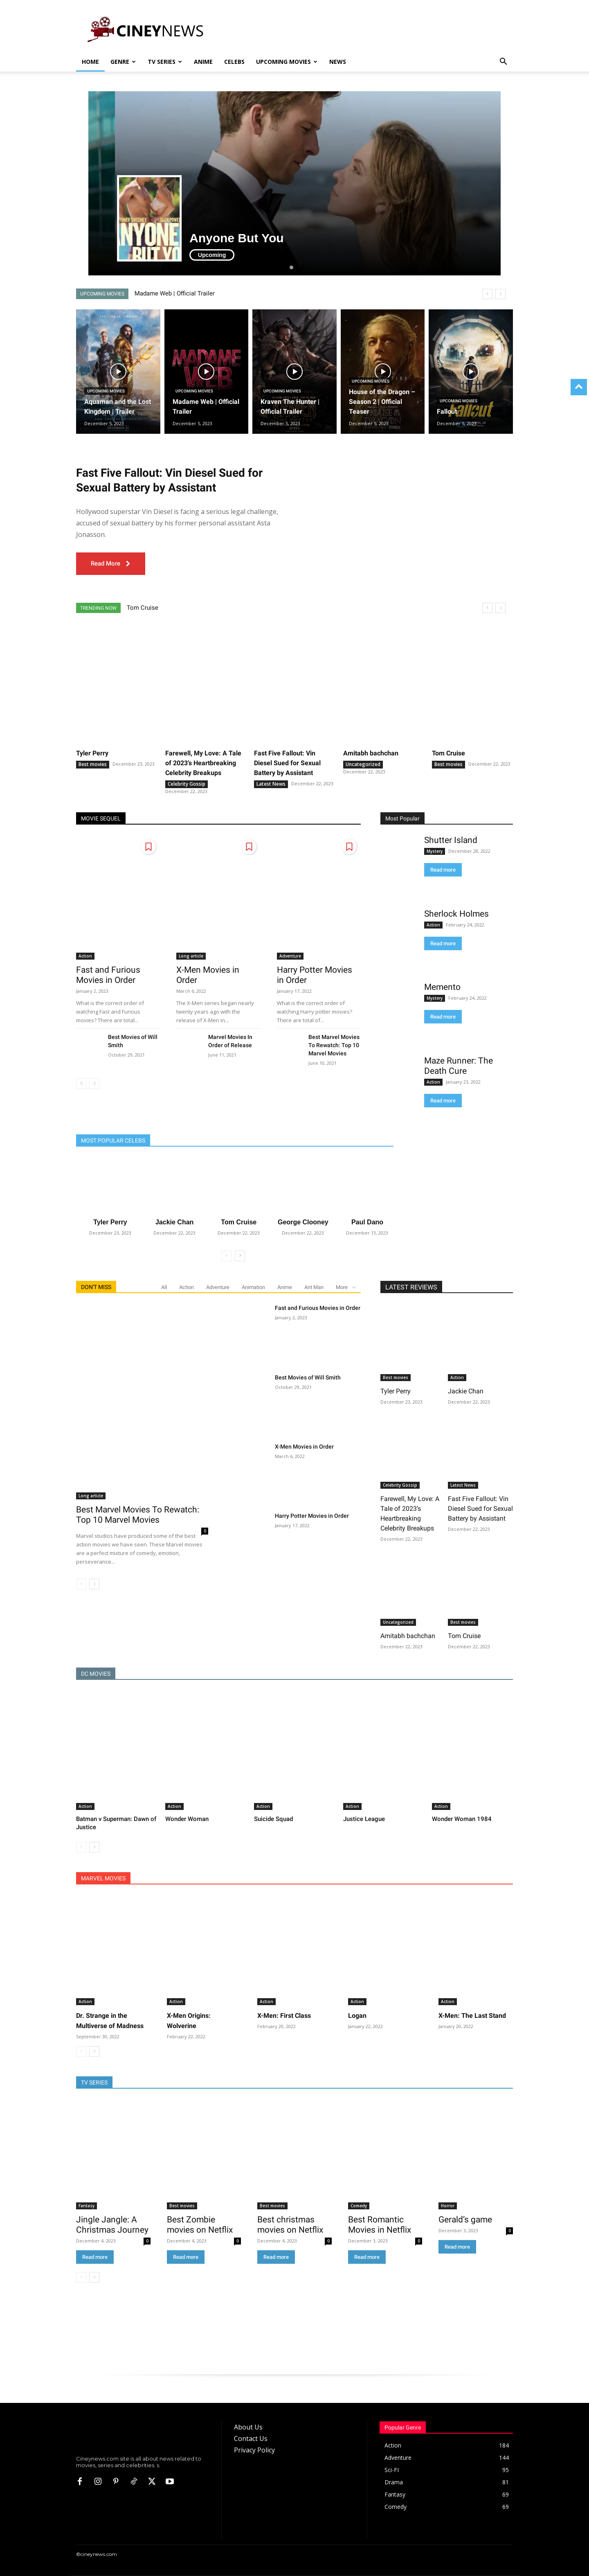 CINEYNEWS
HOME GENRE TV SERIES ANIME CELEBS UPCOMING MOVIES NEWS
NYONE
BUT YO
Anyone But You
Upcoming
UPCOMING MOVIES Madame Web | Official Trailer
UPCOMING MOVIES
Aquaman and the Lost
Kingdom | Trailer
December 5, 2023
MADAME
WEB
UPCOMING MOVIES
Madame Web | Official
Trailer
December 5, 2023
UPCOMING MOVIES
Kraven The Hunter |
Official Trailer
December 5, 2023
UPCOMING MOVIES
House of the Dragon –
Season 2 | Official
Teaser
December 5, 2023
UPCOMING MOVIES
Fallout
December 5, 2023
Fast Five Fallout: Vin Diesel Sued for
Sexual Battery by Assistant
Hollywood superstar Vin Diesel is facing a serious legal challenge,
accused of sexual battery by his former personal assistant Asta
Jonasson.
Read More
TRENDING NOW Tom Cruise
Tyler Perry
Best movies December 23, 2023
Farewell, My Love: A Tale
of 2023's Heartbreaking
Celebrity Breakups
Celebrity Gossip
December 22, 2023
Fast Five Fallout: Vin
Diesel Sued for Sexual
Battery by Assistant
Latest News December 22, 2023
Amitabh bachchan
Uncategorized
December 22, 2023
Tom Cruise
Best movies December 22, 2023
MOVIE SEQUEL
Action
Fast and Furious
Movies in Order
January 2, 2023
What is the correct order of
watching Fast and Furious
movies? There are total...
Long article
X-Men Movies in
Order
March 6, 2022
The X-Men series began nearly
twenty years ago with the
release of X-Men in...
Adventure
Harry Potter Movies
in Order
January 17, 2022
What is the correct order of
watching Harry potter movies?
There are total of...
Best Movies of Will
Smith
October 29, 2021
Marvel Movies In
Order of Release
June 11, 2021
Best Marvel Movies
To Rewatch: Top 10
Marvel Movies
June 10, 2021
Most Popular
Shutter Island
Mystery December 28, 2022
Read more
Sherlock Holmes
Action February 24, 2022
Read more
Memento
Mystery February 24, 2022
Read more
Maze Runner: The
Death Cure
Action January 23, 2022
Read more
MOST POPULAR CELEBS
Tyler Perry
December 23, 2023
Jackie Chan
December 22, 2023
Tom Cruise
December 22, 2023
George Clooney
December 22, 2023
Paul Dano
December 13, 2023
DON'T MISS All Action Adventure Animation Anime Ant Man More
Long article
Best Marvel Movies To Rewatch:
Top 10 Marvel Movies
0
Marvel studios have produced some of the best
action movies we have seen. These Marvel movies
are a perfect mixture of comedy, emotion,
perseverance...
Fast and Furious Movies in Order
January 2, 2023
Best Movies of Will Smith
October 29, 2021
X-Men Movies in Order
March 6, 2022
Harry Potter Movies in Order
January 17, 2022
LATEST REVIEWS
Best movies
Tyler Perry
December 23, 2023
Action
Jackie Chan
December 22, 2023
Celebrity Gossip
Farewell, My Love: A
Tale of 2023's
Heartbreaking
Celebrity Breakups
December 22, 2023
Latest News
Fast Five Fallout: Vin
Diesel Sued for Sexual
Battery by Assistant
December 22, 2023
Uncategorized
Amitabh bachchan
December 22, 2023
Best movies
Tom Cruise
December 22, 2023
DC MOVIES
Action
Batman v Superman: Dawn of
Justice
Action
Wonder Woman
Action
Suicide Squad
Action
Justice League
Action
Wonder Woman 1984
MARVEL MOVIES
Action
Dr. Strange in the
Multiverse of Madness
September 30, 2022
Action
X-Men Origins:
Wolverine
February 22, 2022
Action
X-Men: First Class
February 20, 2022
Action
Logan
January 22, 2022
Action
X-Men: The Last Stand
January 20, 2022
TV SERIES
Fantasy
Jingle Jangle: A
Christmas Journey
December 4, 2023 0
Read more
Best movies
Best Zombie
movies on Netflix
December 4, 2023 0
Read more
Best movies
Best christmas
movies on Netflix
December 4, 2023 0
Read more
Comedy
Best Romantic
Movies in Netflix
December 3, 2023 0
Read more
Horror
Gerald's game
December 3, 2023 0
Read more
Cineynews.com site is all about news related to
movies, series and celebrities. s
About Us
Contact Us
Privacy Policy
Popular Genre
Action 184
Adventure 144
Sci-FI 95
Drama 81
Fantasy 69
Comedy 69
©cineynews.com